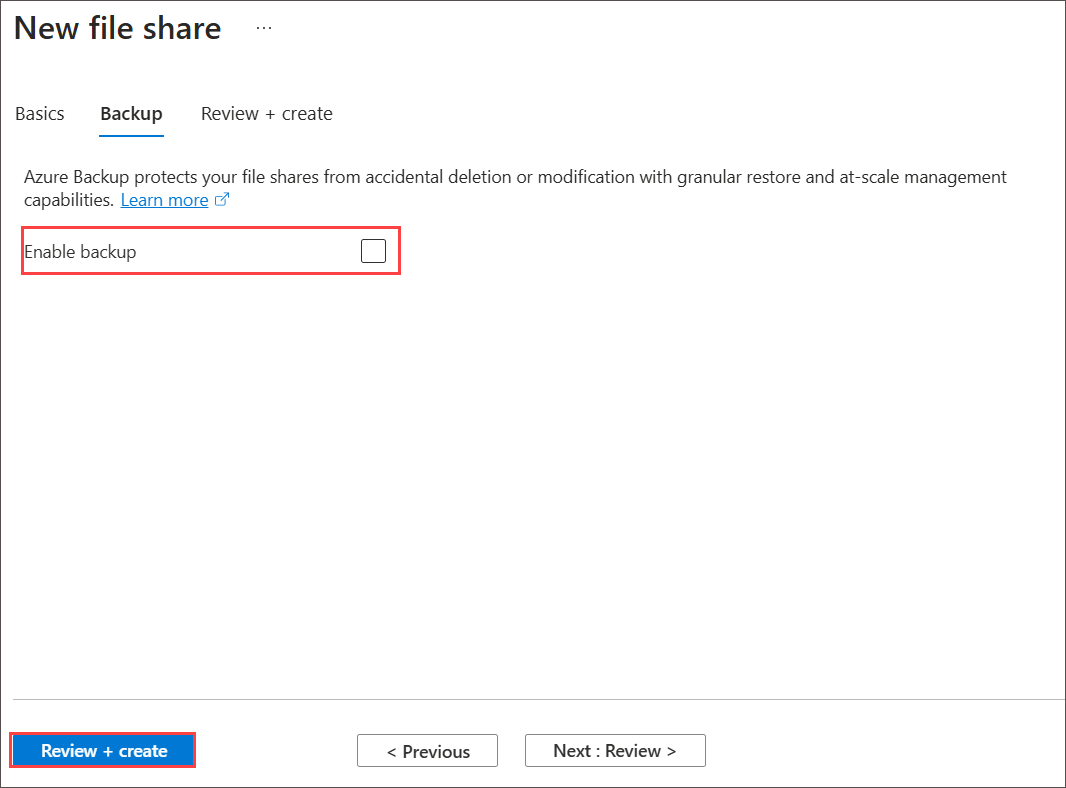 New file share ...
Basics Backup Review + create
Azure Backup protects your file shares from accidental deletion or modification with granular restore and at-scale management
capabilities. Learn more
Enable backup
Review + create < Previous Next : Review >